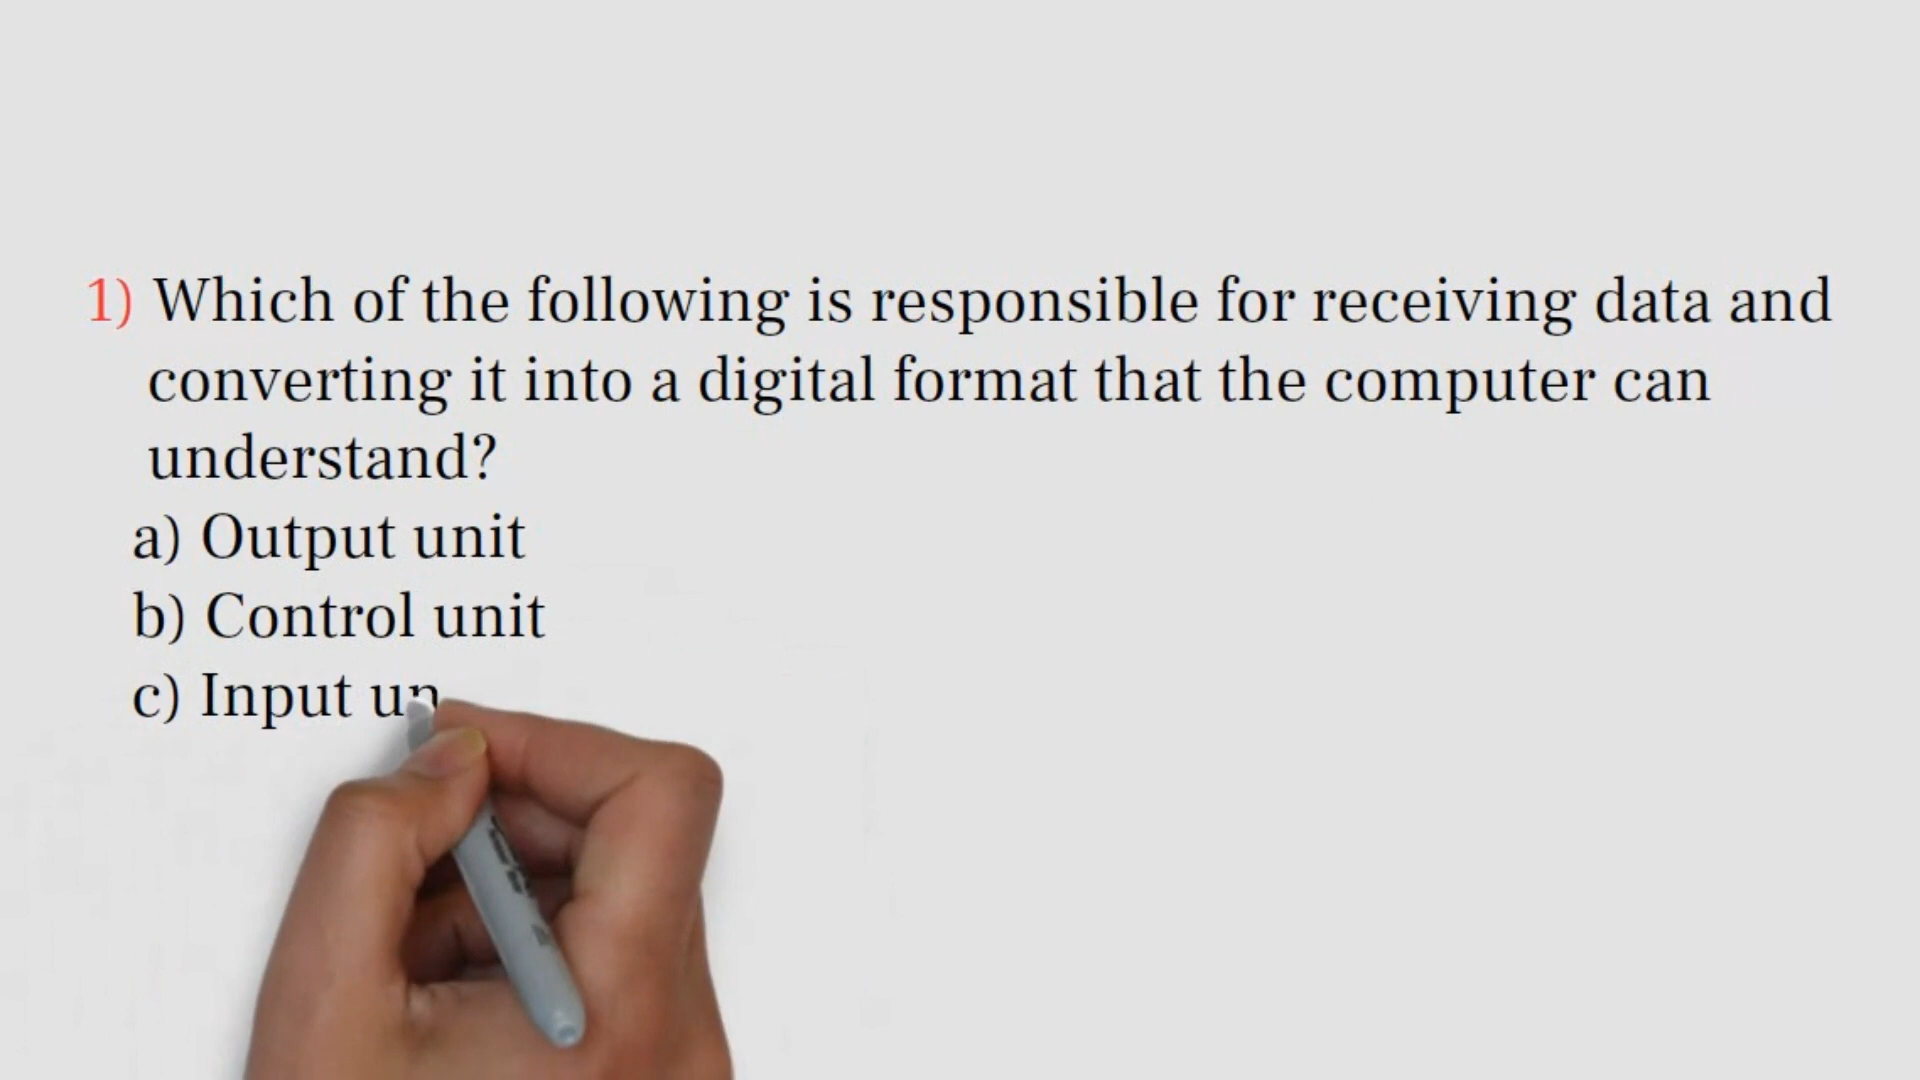 1) Which of the following is responsible for receiving data and
converting it into a digital format that the computer can
understand?
a) Output unit
b) Control unit
c) Input un